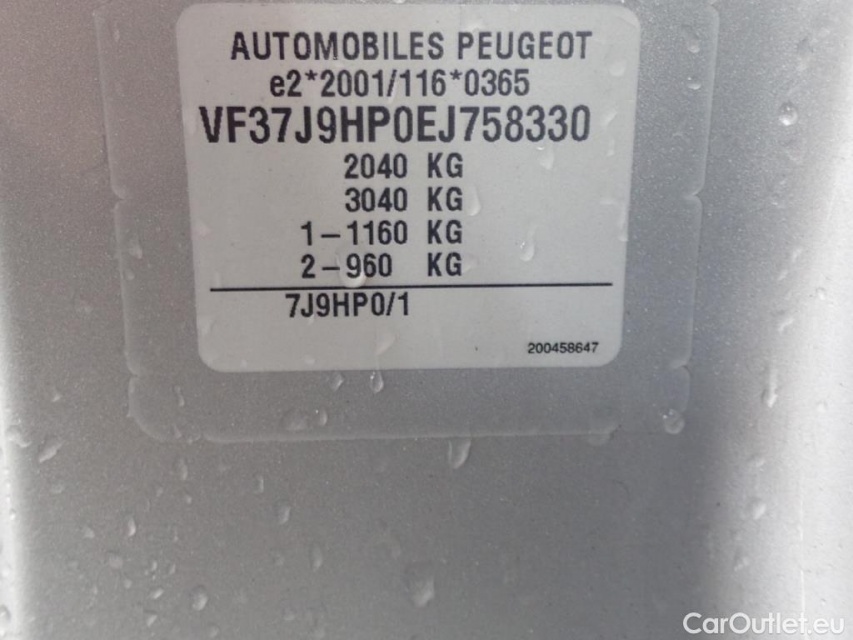 AUTOMOBILES PEUGEOT
e2*2001/116*0365
VF37J9HP0EJ758330
2040 KG
3040 KG
1-1160 KG
2-960 KG
7J9HP0/1
200458647
CarOutlet.eu